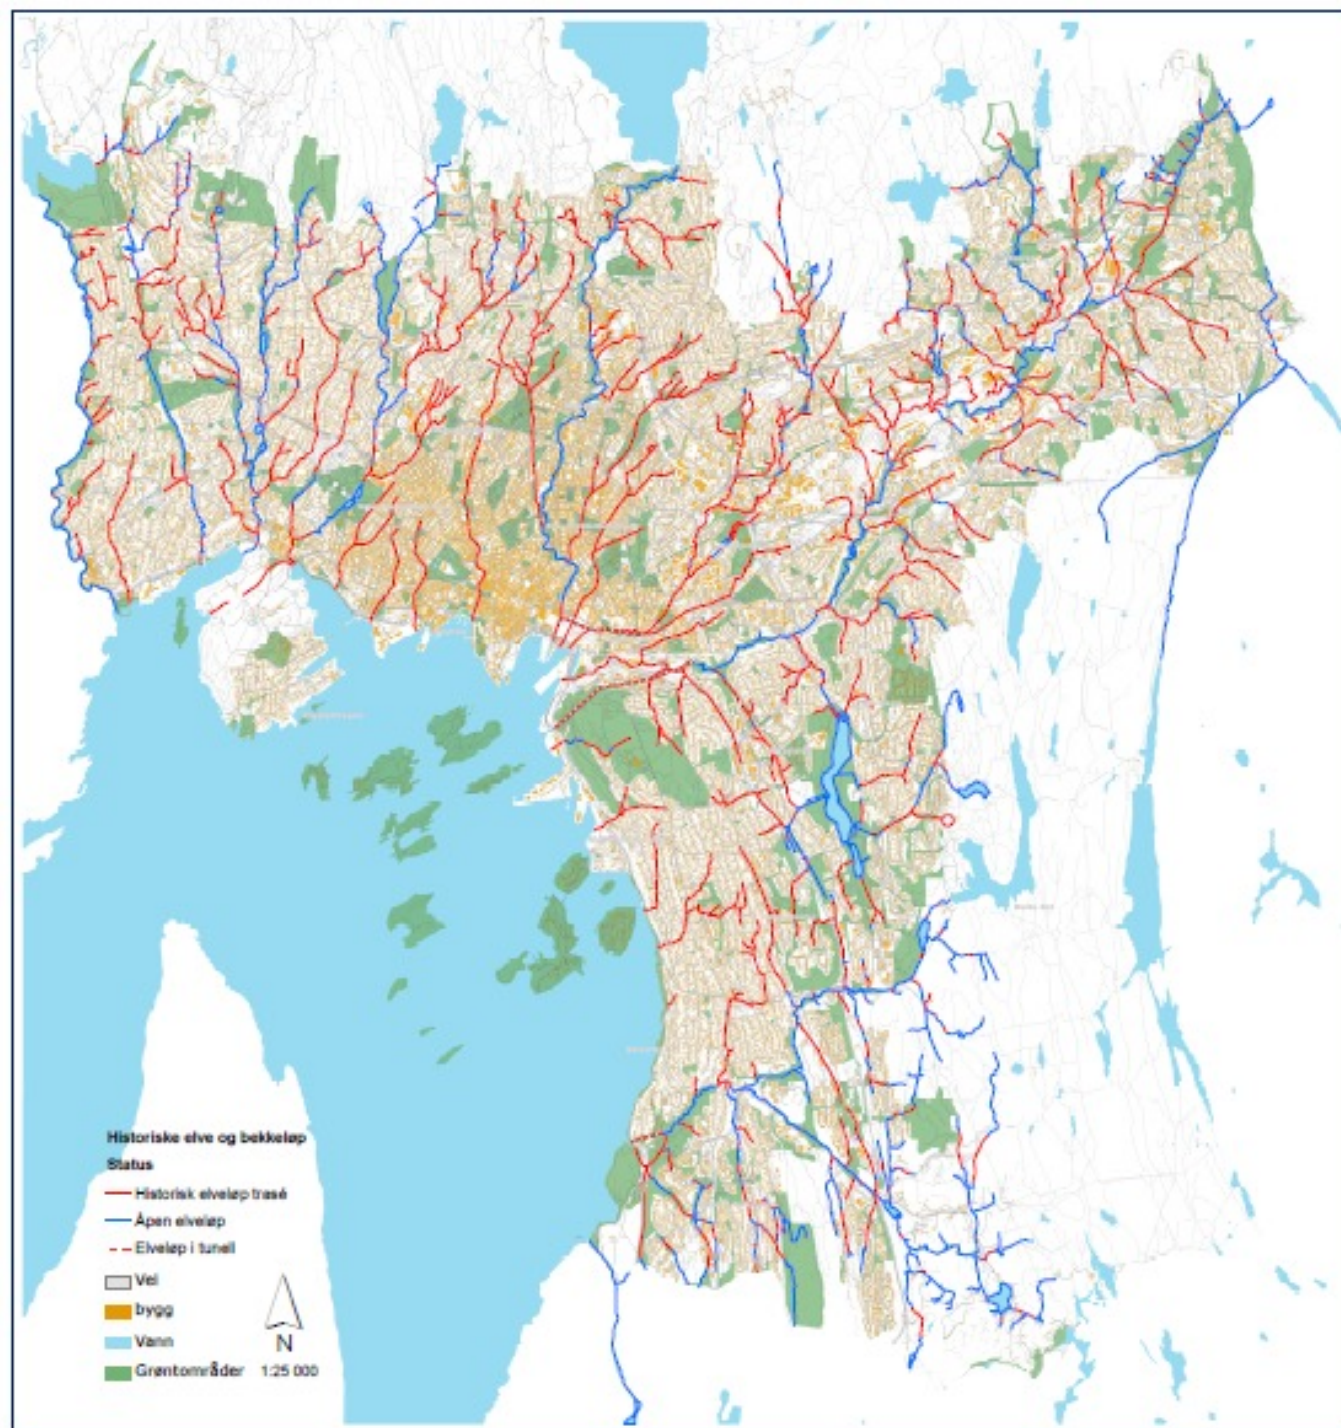 Historiske elve og bekkeløp
Status
Historisk elveløp trasé
Åpen elveløp
Elveløp i tunell
Vei
bygg
Vann
Grøntområder
N
1:25 000